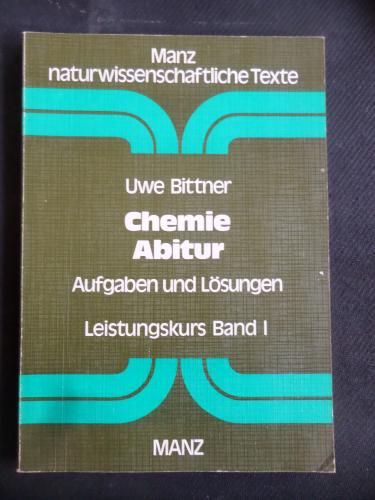 Manz
naturwissenschaftliche Texte
Uwe Bittner
Chemie
Abitur
Aufgaben und Lösungen
Leistungskurs Band I
MANZ